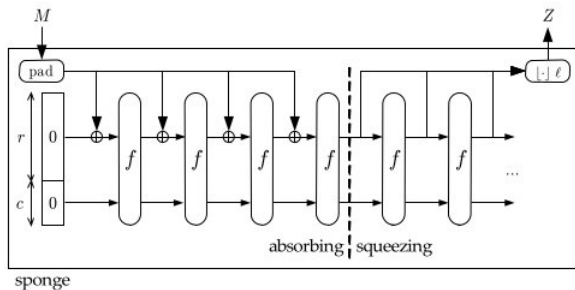 M Z
pad ⌊·⌋ ℓ
r 0 f f f f f f
c 0 ...
absorbing squeezing
sponge